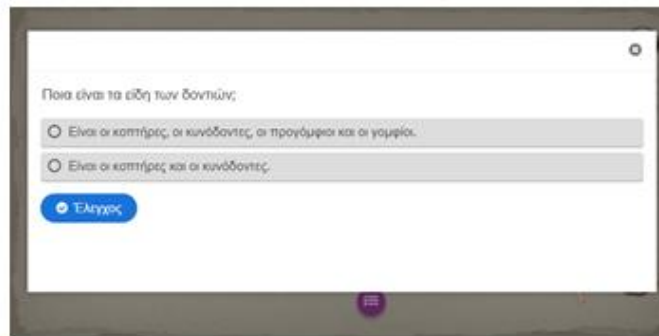 Ποια είναι τα είδη των δοντιών;
Είναι οι κοπτήρες, οι κυνόδοντες, οι προγόμφιοι και οι γομφίοι.
Είναι οι κοπτήρες και οι κυνόδοντες.
Έλεγχος